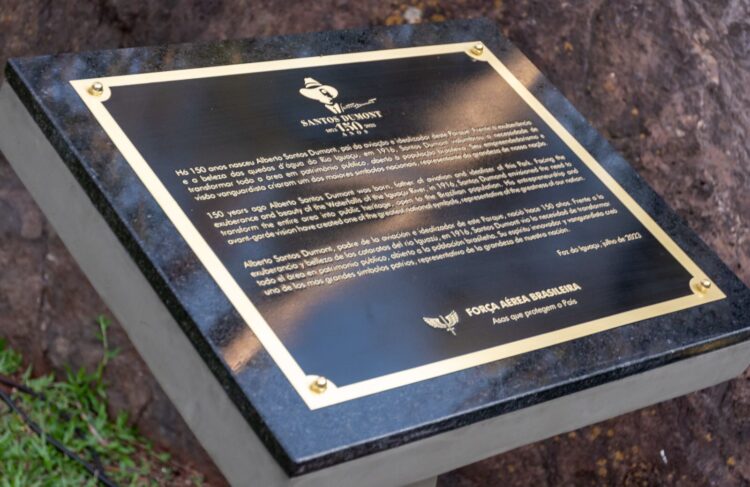 SANTOS DUMONT
150
ANOS
Há 150 anos nasceu Alberto Santos Dumont, pai da aviação e idealizador deste Parque. Frente à exuberância
e a beleza das quedas d'água do Rio Iguaçu, em 1916, Santos Dumont vislumbrou a necessidade de
transformar toda a área em patrimônio público, aberto à população brasileira. Seu empreendedorismo e
visão vanguardista criaram um dos maiores símbolos nacionais, representativo da grandeza de nossa nação.
150 years ago Alberto Santos Dumont was born, father of aviation and idealizer of this Park. Facing the
exuberance and beauty of the Waterfalls of the Iguaçu River, in 1916, Santos Dumont envisioned the need to
transform the entire area into public heritage, open to the Brazilian population. His entrepreneurship and
avant-garde vision have created one of the greatest national symbols, representative of the greatness of our nation.
Alberto Santos Dumont, padre de la aviación e idealizador de este Parque, nació hace 150 años. Frente a la
exuberancia y belleza de las cataratas del río Iguazú, en 1916, Santos Dumont vio la necesidad de transformar
toda el área en patrimonio público, abierto a la población brasileña. Su espíritu innovador y vanguardista creó
uno de los más grandes símbolos patrios, representativo de la grandeza de nuestra nación.
Foz do Iguaçu, julho de 2023
FORÇA AÉREA BRASILEIRA
Asas que protegem o País